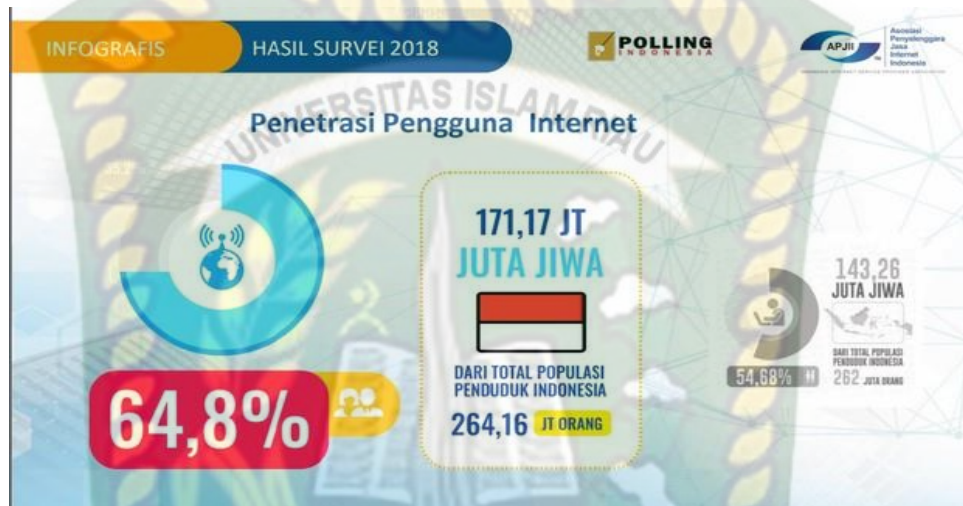 INFOGRAFIS
HASIL SURVEI 2018
POLLING
INDONESIA
APJII
Asosiasi
Penyelenggara
Jasa
Internet
Indonesia
UNIVERSITAS ISLAM RIAU
Penetrasi Pengguna Internet
171,17 JT
JUTA JIWA
DARI TOTAL POPULASI
PENDUDUK INDONESIA
264,16 JT ORANG
64,8%
143,26
JUTA JIWA
DARI TOTAL POPULASI
PENDUDUK INDONESIA
262 JUTA ORANG
54,68%